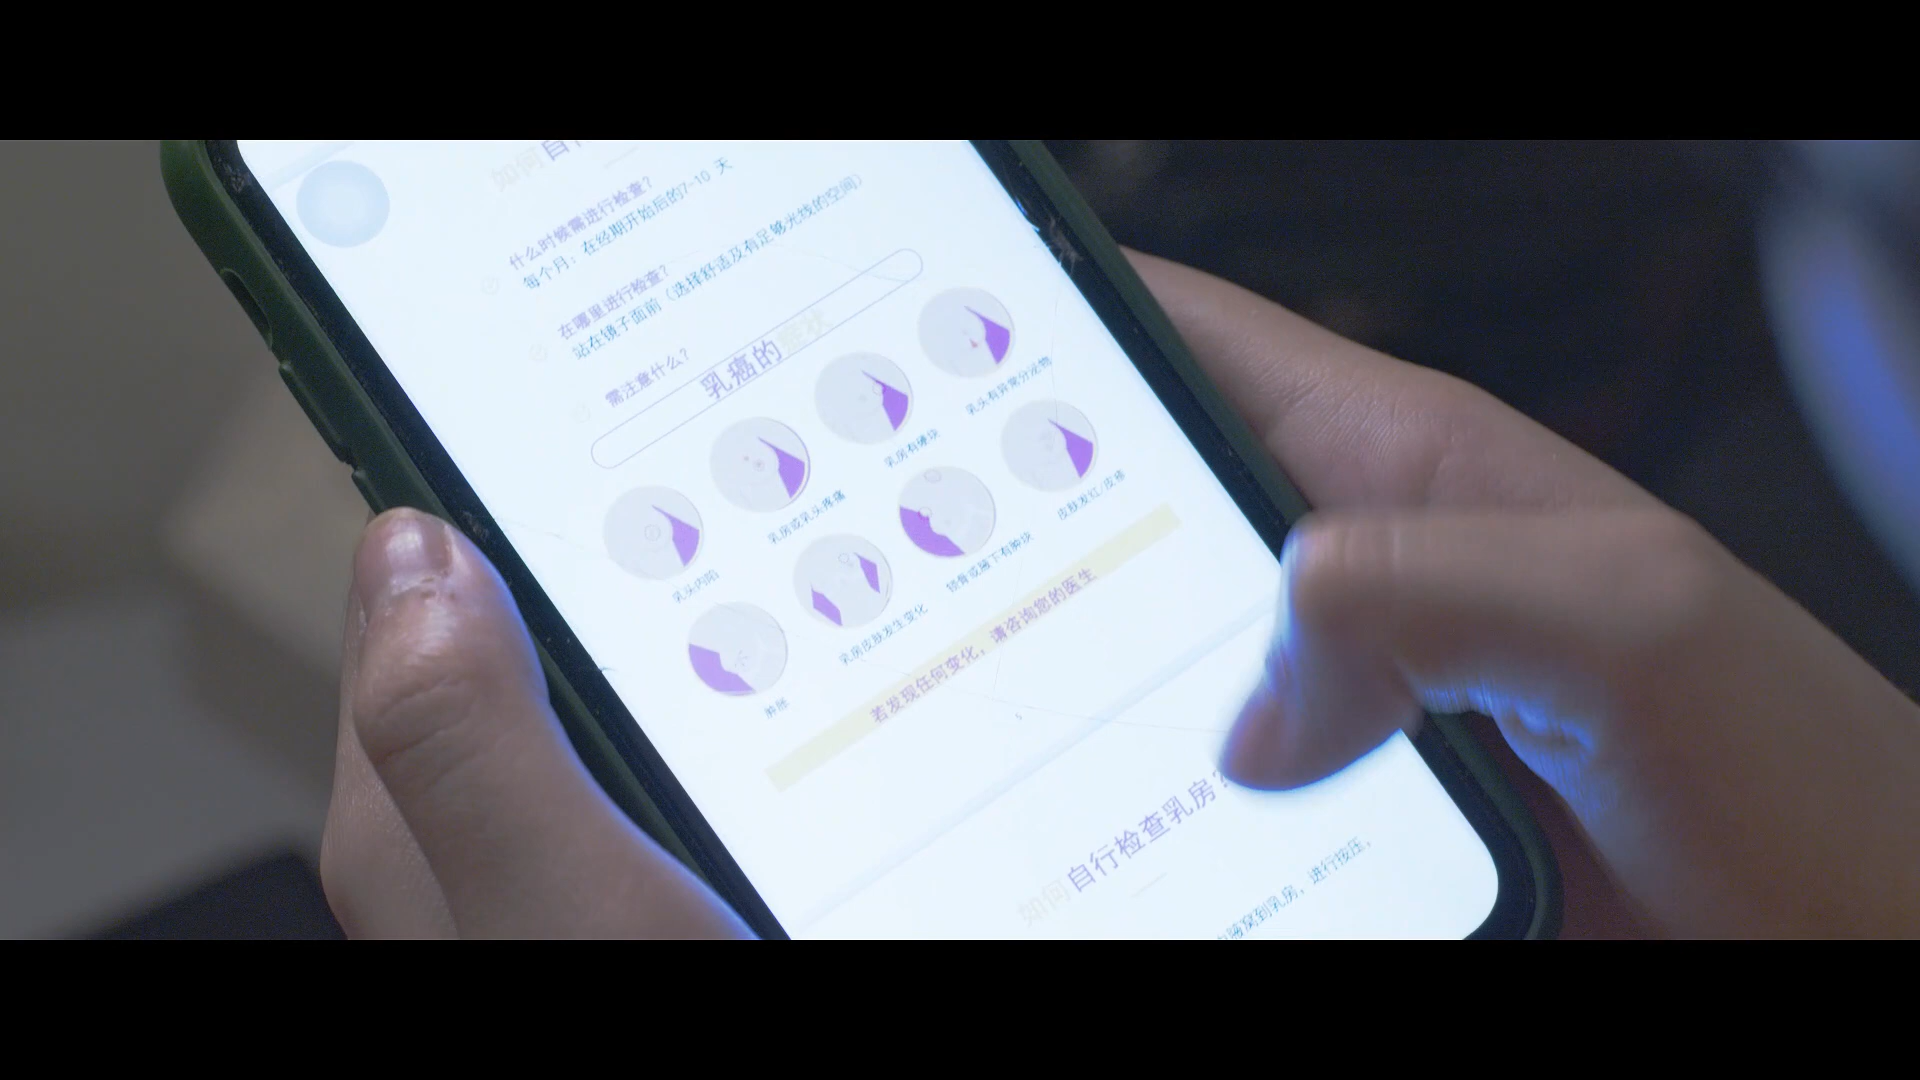 如何自行
什么时候需进行检查?
每个月:在经期开始后的7-10 天
在哪里进行检查?
站在镜子面前(选择舒适及有足够光线的空间)
需注意什么?
乳癌的症状
乳头内陷
乳房或乳头疼痛
乳房有硬块
乳头有异常分泌物
肿胀
乳房皮肤发生变化
锁骨或腋下有肿块
皮肤发红/皮疹
若发现任何变化,请咨询您的医生
如何自行检查乳房?
腋窝到乳房,进行按压,